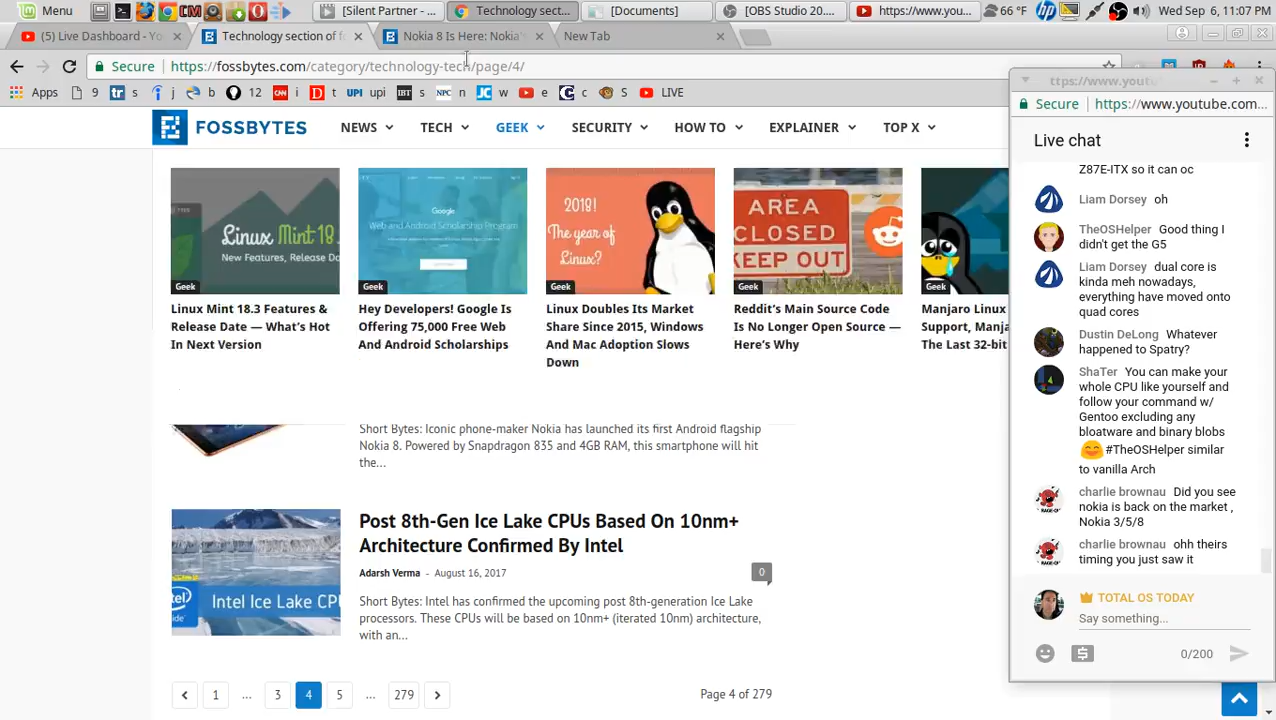 Menu
[Silent Partner - ...
Technology sect...
[Documents]
[OBS Studio 20....
https://www.you...
66 °F
Wed Sep 6, 11:07 PM
(5) Live Dashboard - Yo
Technology section of f
Nokia 8 Is Here: Nokia'
New Tab
Secure
https://fossbytes.com/category/technology-tech/page/4/
Apps 9 s j b 12 i t upi s n w e c S LIVE
FOSSBYTES
NEWS
TECH
GEEK
SECURITY
HOW TO
EXPLAINER
TOP X
Linux Mint 18
New Features, Release Da
Geek
Linux Mint 18.3 Features &
Release Date — What's Hot
In Next Version
Google
Web and Android Scholarship Program
Geek
Hey Developers! Google Is
Offering 75,000 Free Web
And Android Scholarships
2018!
The year of
Linux?
Geek
Linux Doubles Its Market
Share Since 2015, Windows
And Mac Adoption Slows
Down
AREA
CLOSED
KEEP OUT
Geek
Reddit's Main Source Code
Is No Longer Open Source —
Here's Why
Geek
Manjaro Linux
Support, Manja
The Last 32-bit
Short Bytes: Iconic phone-maker Nokia has launched its first Android flagship
Nokia 8. Powered by Snapdragon 835 and 4GB RAM, this smartphone will hit
the...
Intel Ice Lake CPU
Post 8th-Gen Ice Lake CPUs Based On 10nm+
Architecture Confirmed By Intel
Adarsh Verma - August 16, 2017
0
Short Bytes: Intel has confirmed the upcoming post 8th-generation Ice Lake
processors. These CPUs will be based on 10nm+ (iterated 10nm) architecture,
with an...
1 ... 3 4 5 ... 279
Page 4 of 279
ttps://www.youtu
Secure
https://www.youtube.com...
Live chat
Z87E-ITX so it can oc
Liam Dorsey oh
TheOSHelper Good thing I
didn't get the G5
Liam Dorsey dual core is
kinda meh nowadays,
everything have moved onto
quad cores
Dustin DeLong Whatever
happened to Spatry?
ShaTer You can make your
whole CPU like yourself and
follow your command w/
Gentoo excluding any
bloatware and binary blobs
#TheOSHelper similar
to vanilla Arch
charlie brownau Did you see
nokia is back on the market ,
Nokia 3/5/8
charlie brownau ohh theirs
timing you just saw it
TOTAL OS TODAY
Say something...
0/200